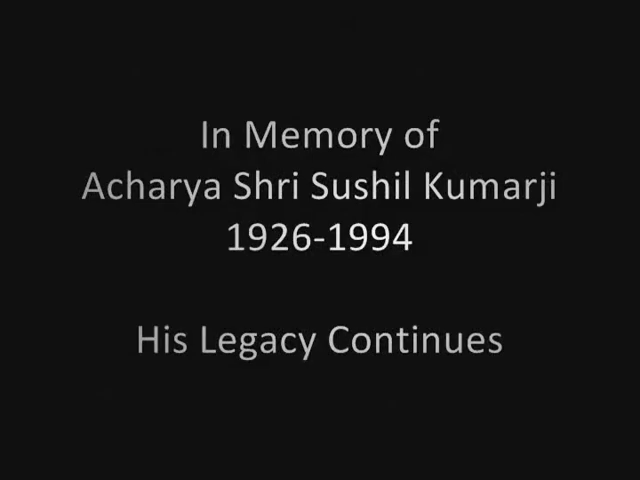 In Memory of
Acharya Shri Sushil Kumarji
1926-1994
His Legacy Continues